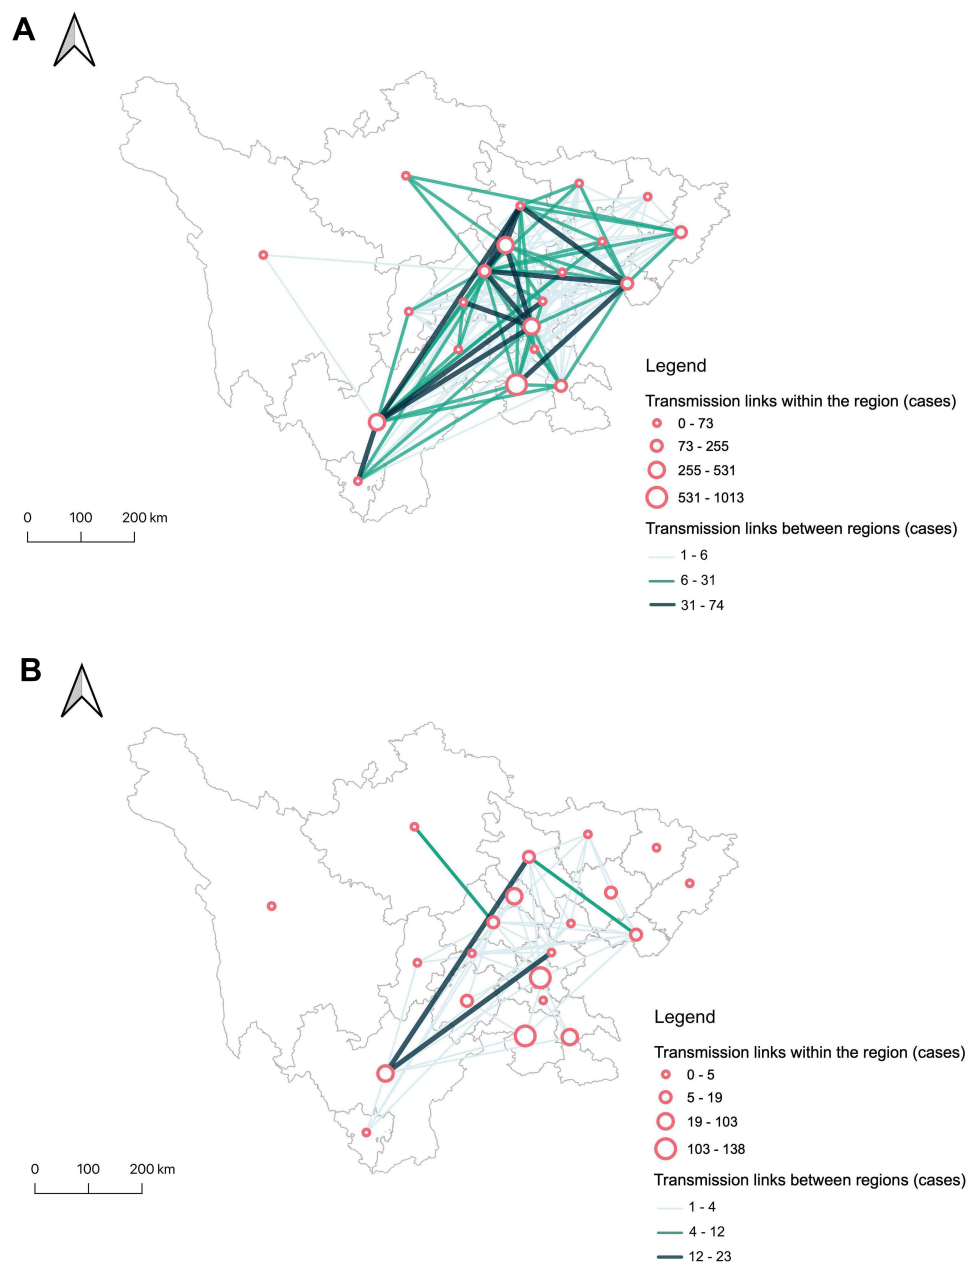 A
Legend
Transmission links within the region (cases)
0 - 73
73 - 255
255 - 531
531 - 1013
0 100 200 km
Transmission links between regions (cases)
1 - 6
6 - 31
31 - 74
B
Legend
Transmission links within the region (cases)
0 - 5
5 - 19
19 - 103
103 - 138
0 100 200 km
Transmission links between regions (cases)
1 - 4
4 - 12
12 - 23